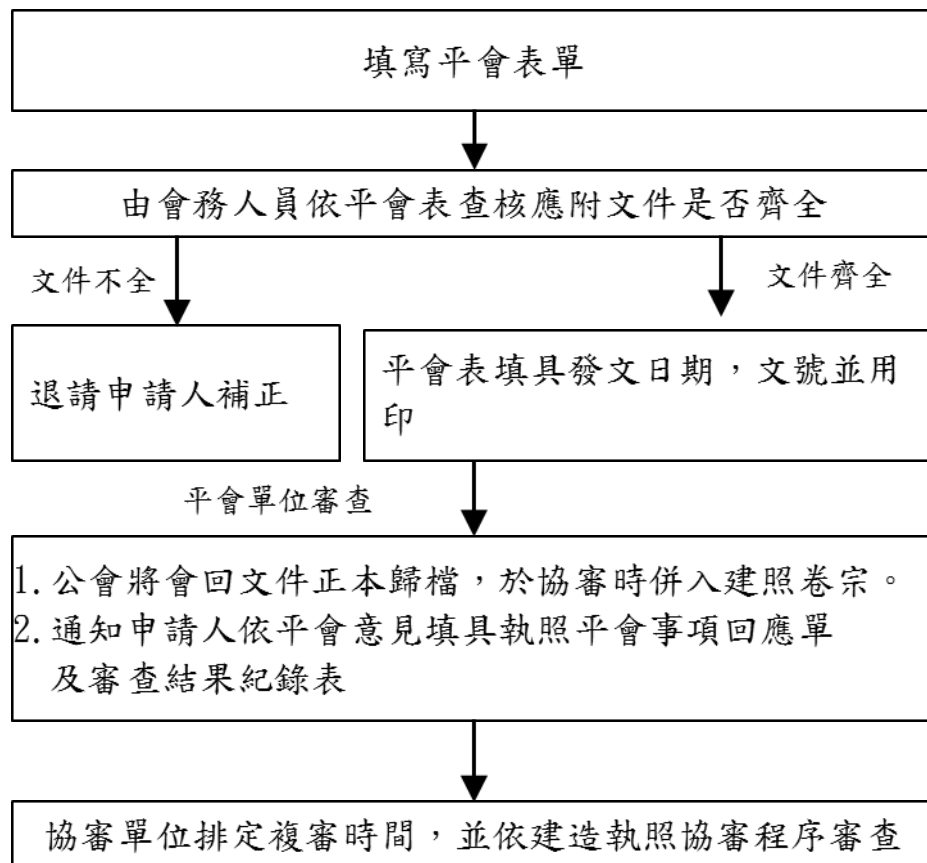 填寫平會表單
由會務人員依平會表查核應附文件是否齊全
文件不全
文件齊全
退請申請人補正
平會表填具發文日期，文號並用
印
平會單位審查
1. 公會將會回文件正本歸檔，於協審時併入建照卷宗。
2. 通知申請人依平會意見填具執照平會事項回應單
及審查結果紀錄表
協審單位排定複審時間，並依建造執照協審程序審查